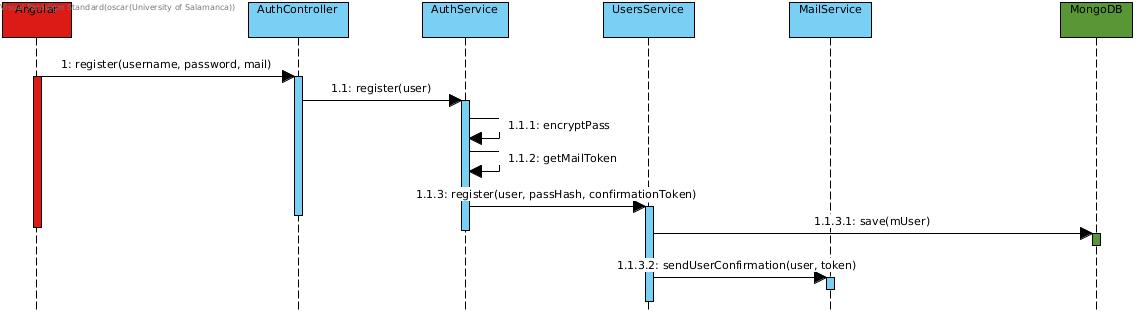 Standard(oscar(University of Salamanca))
Angular
AuthController
AuthService
UsersService
MailService
MongoDB
1: register(username, password, mail)
1.1: register(user)
1.1.1: encryptPass
1.1.2: getMailToken
1.1.3: register(user, passHash, confirmationToken)
1.1.3.1: save(mUser)
1.1.3.2: sendUserConfirmation(user, token)